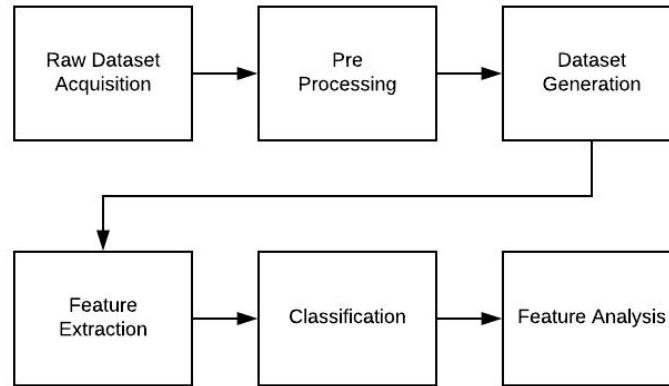 Raw Dataset
Acquisition
Pre
Processing
Dataset
Generation
Feature
Extraction
Classification
Feature Analysis